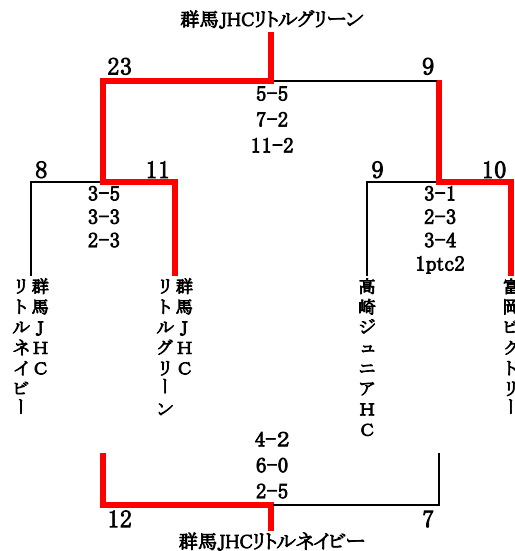 群馬JHCリトルグリーン
23
9
5-5
7-2
11-2
8
11
9
10
3-5
3-3
2-3
3-1
2-3
3-4
1ptc2
群馬JHC
リトルネイビー
群馬JHC
リトルグリーン
高崎ジュニアHC
富岡ビクトリー
4-2
6-0
2-5
12
7
群馬JHCリトルネイビー